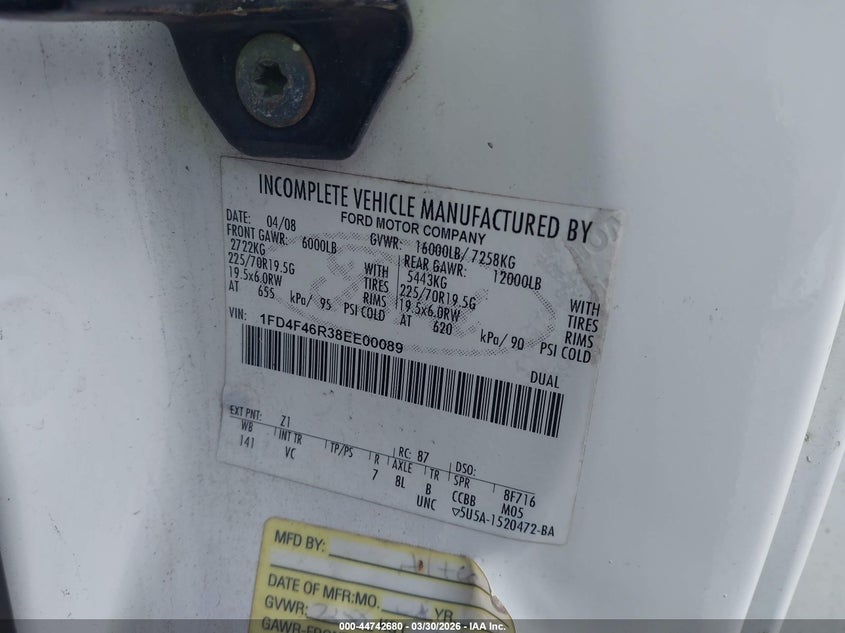 INCOMPLETE VEHICLE MANUFACTURED BY
FORD MOTOR COMPANY
DATE: 04/08 GVWR: 16000LB/ 7258KG
FRONT GAWR: 6000LB REAR GAWR: 12000LB
2722KG WITH 5443KG WITH
225/70R19.5G TIRES 225/70R19.5G TIRES
19.5x6.0RW RIMS 19.5x6.0RW RIMS
AT 655 kPa/ 95 PSI COLD AT 620 kPa/ 90 PSI COLD
VIN: 1FD4F46R38EE00089
DUAL
EXT PNT: Z1 RC: 87 DSO:
WB INT TR TP/PS R AXLE TR SPR 8F716
141 VC 7 8L B CCBB M05
UNC ▽5U5A-1520472-BA
MFD BY:
DATE OF MFR:MO. YR
GVWR:
GAWR-FRO
000-44742680 - 03/30/2026 - IAA Inc.